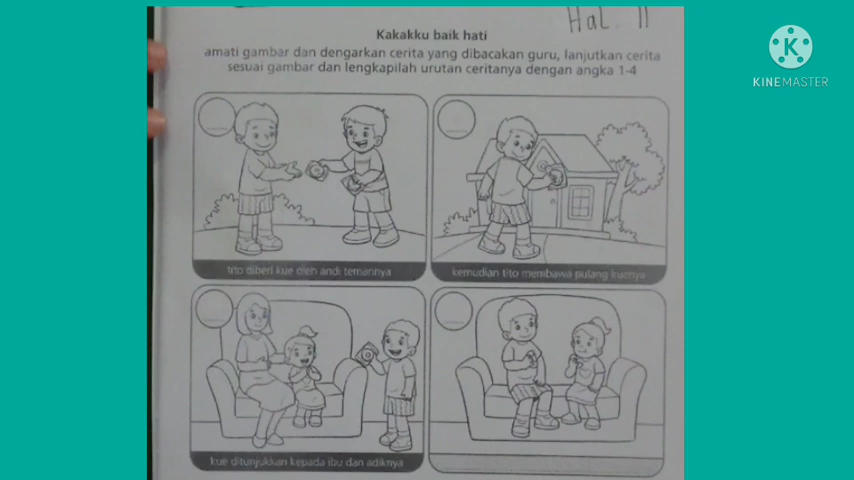 Hal. 11
Kakakku baik hati
amati gambar dan dengarkan cerita yang dibacakan guru, lanjutkan cerita
sesuai gambar dan lengkapilah urutan ceritanya dengan angka 1-4
K
KINEMASTER
tito diberi kue oleh andi temannya
kemudian tito membawa pulang kuenya
kue ditunjukkan kepada ibu dan adiknya